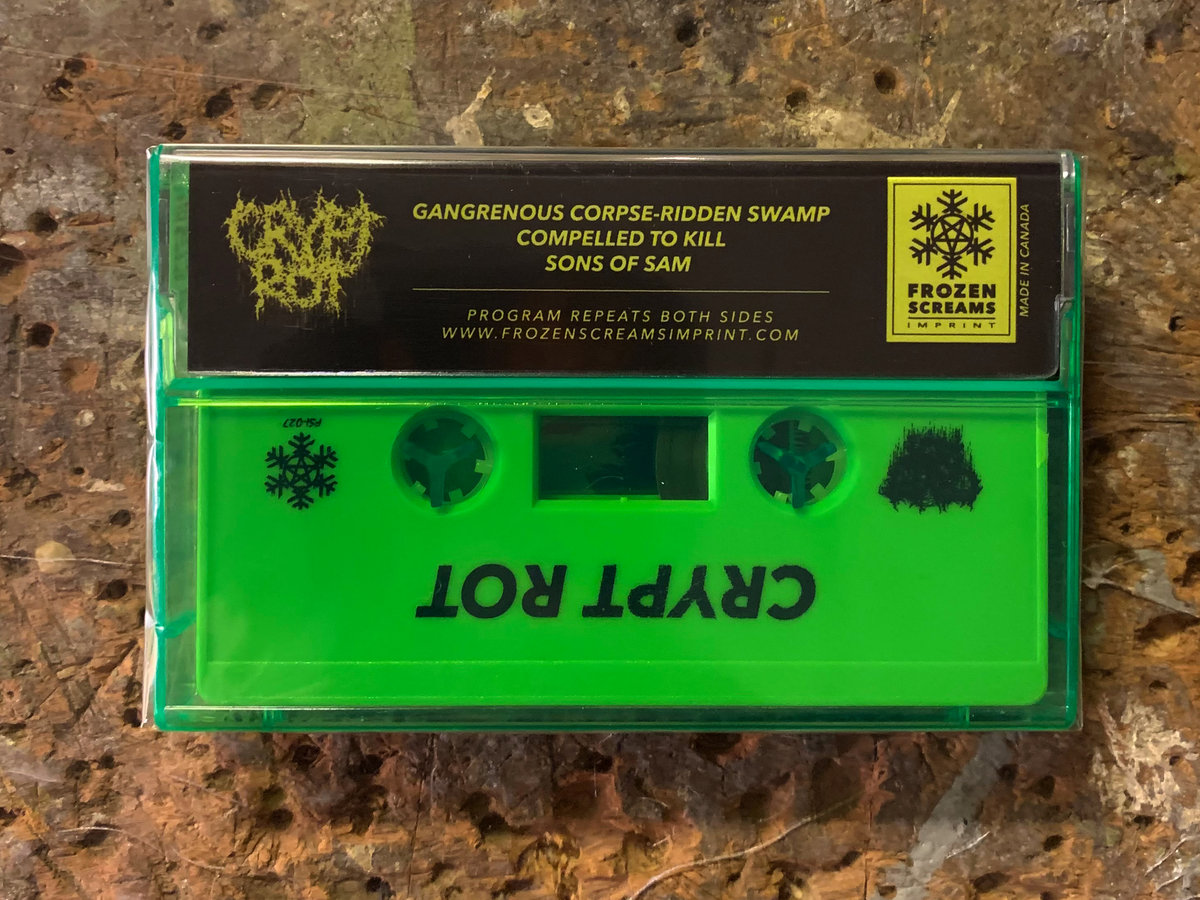 CRYPT
ROT
GANGRENOUS CORPSE-RIDDEN SWAMP
COMPELLED TO KILL
SONS OF SAM
PROGRAM REPEATS BOTH SIDES
WWW.FROZENSCREAMSIMPRINT.COM
FROZEN
SCREAMS
IMPRINT
MADE IN CANADA
FSI-027
CRYPT ROT